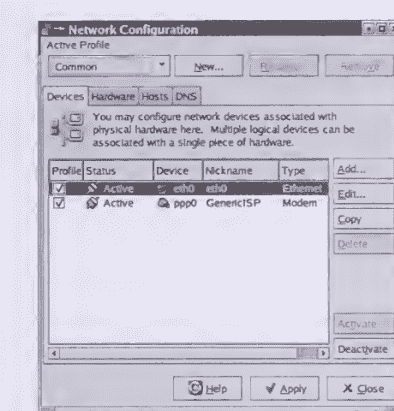 Network Configuration
Active Profile
Common New... Rename Remove
Devices Hardware Hosts DNS
You may configure network devices associated with
physical hardware here. Multiple logical devices can be
associated with a single piece of hardware.
Profile Status Device Nickname Type
Active eth0 eth0 Ethernet
Active ppp0 GenericISP Modem
Add...
Edit...
Copy
Delete
Activate
Deactivate
Help Apply Close